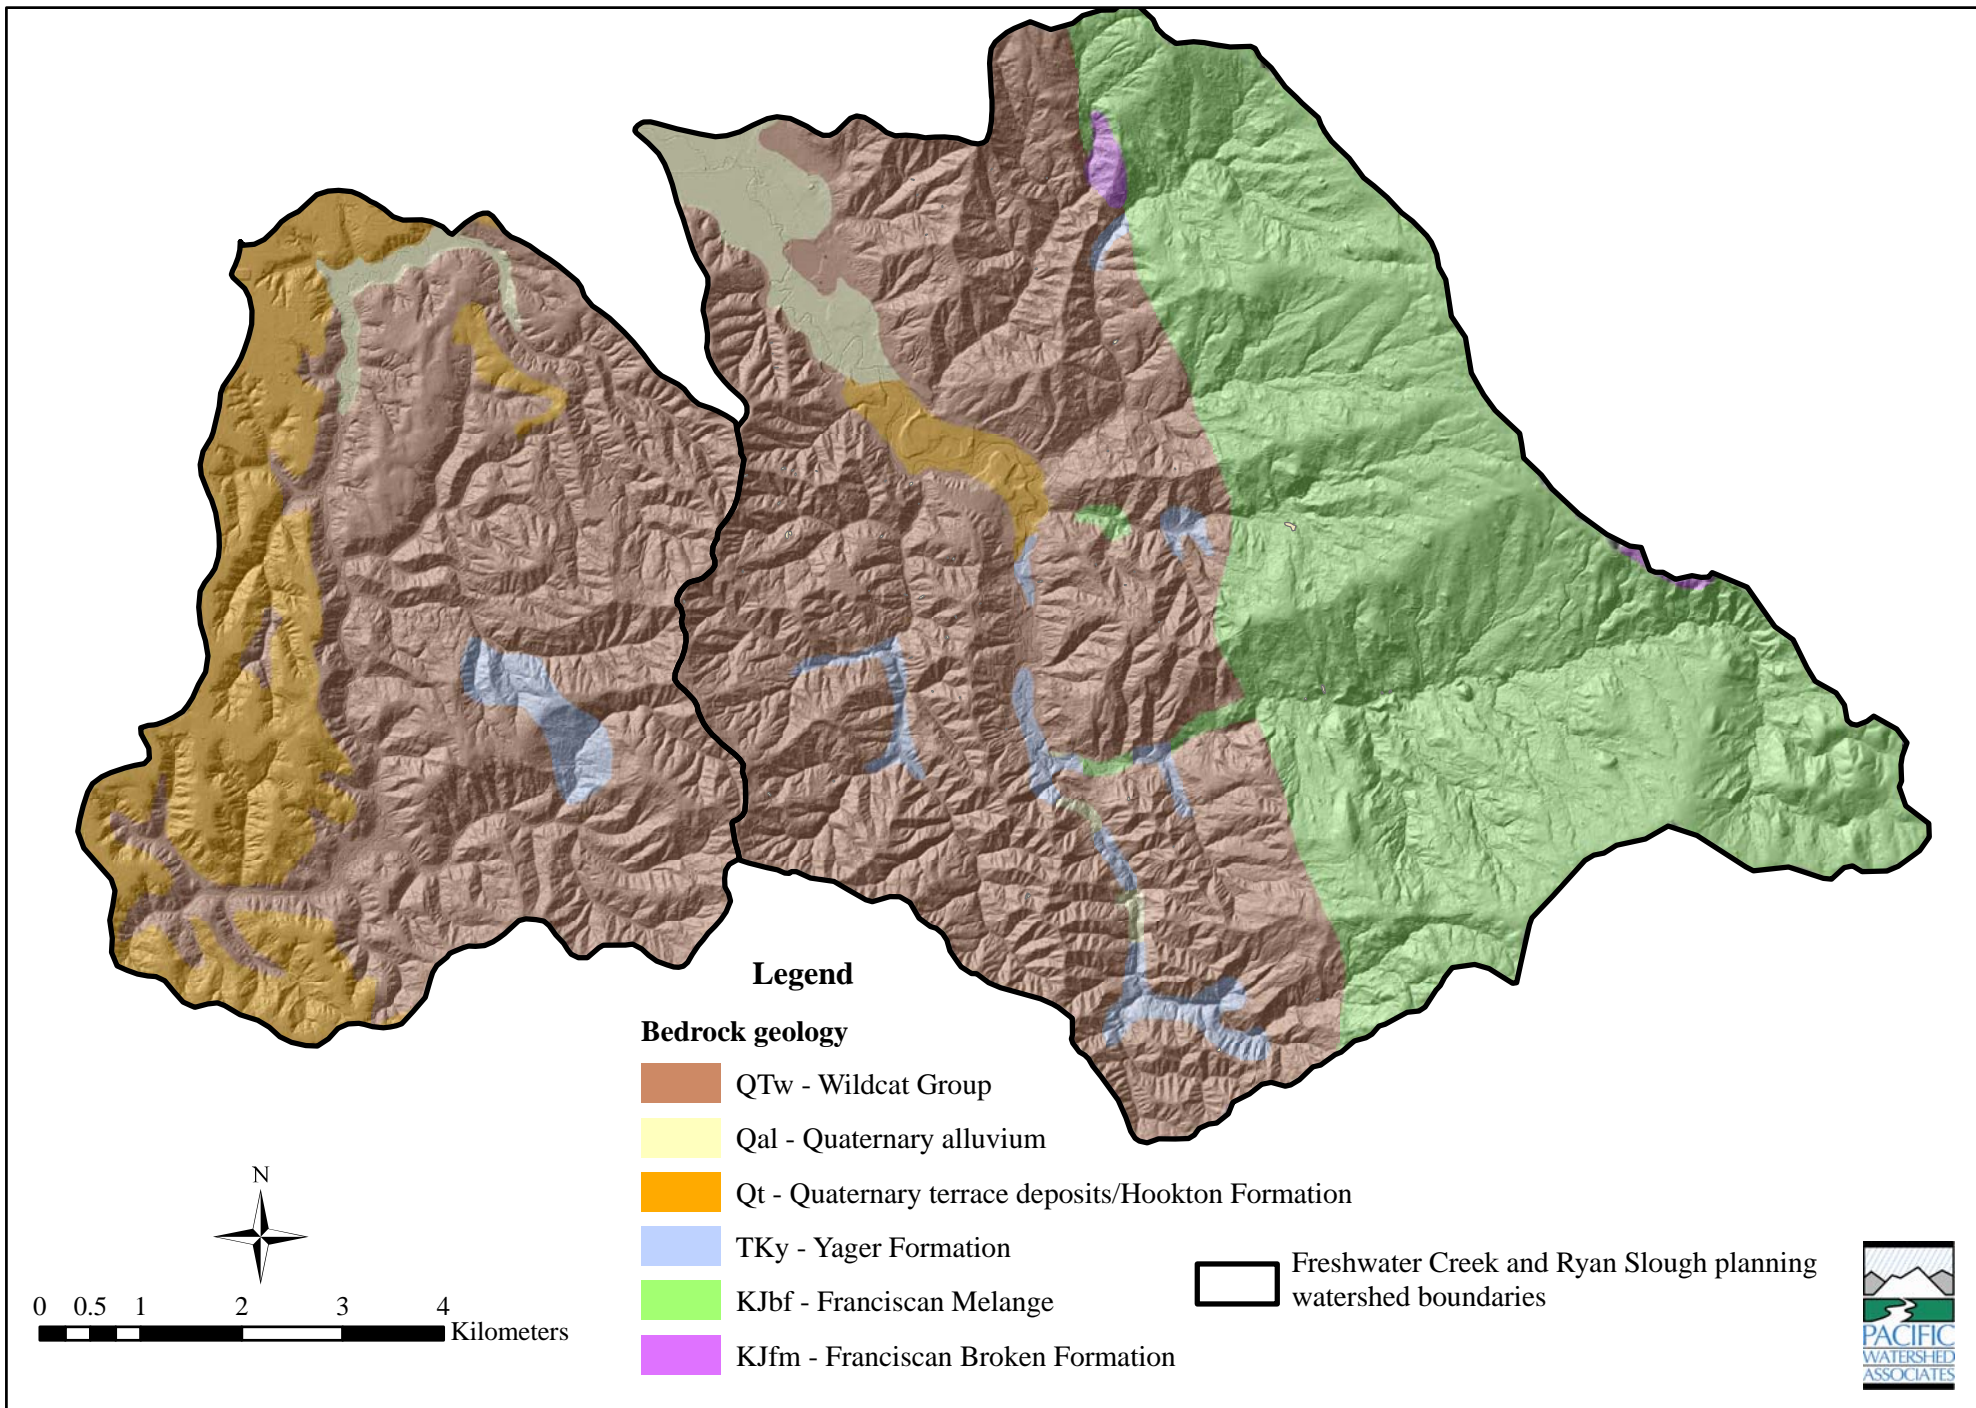 Legend
Bedrock geology
QTw - Wildcat Group
Qal - Quaternary alluvium
Qt - Quaternary terrace deposits/Hookton Formation
TKy - Yager Formation
KJbf - Franciscan Melange
KJfm - Franciscan Broken Formation
Freshwater Creek and Ryan Slough planning
watershed boundaries
N
0 0.5 1 2 3 4
Kilometers
PACIFIC
WATERSHED
ASSOCIATES